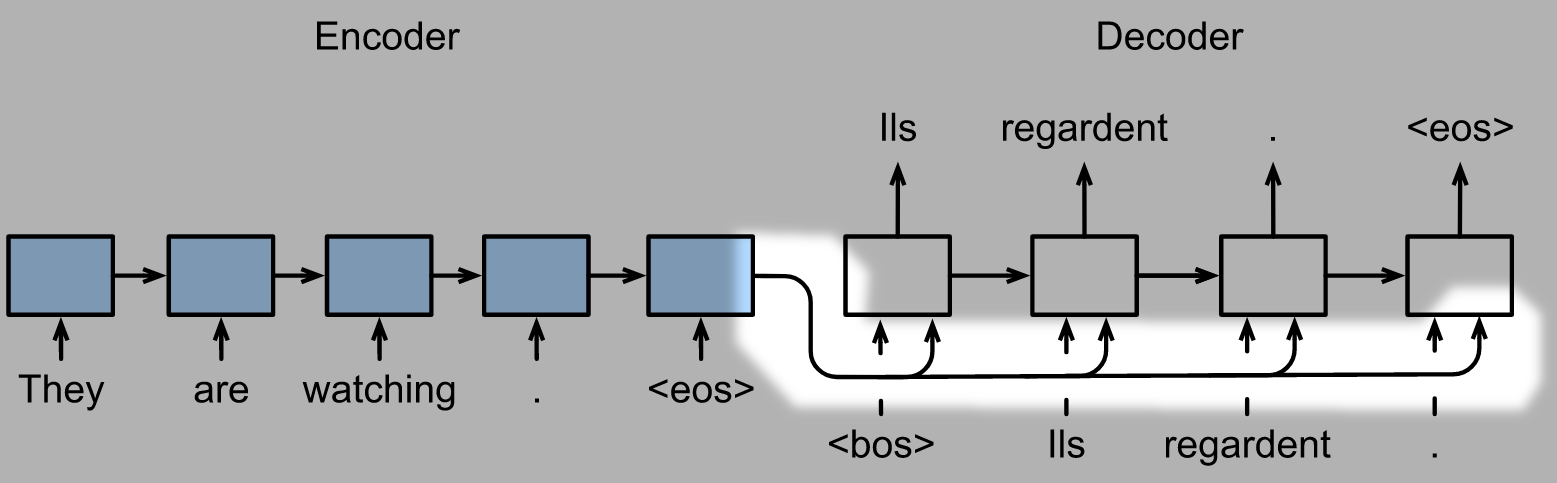 Encoder
Decoder
Ils regardent . <eos>
They are watching . <eos>
<bos> Ils regardent .